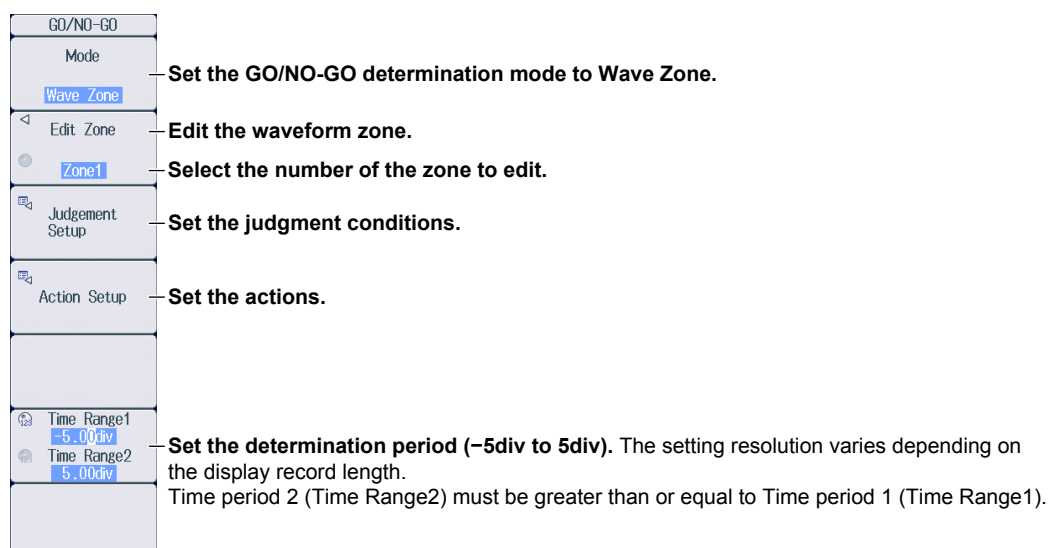 GO/NO-GO
Mode
Wave Zone
Set the GO/NO-GO determination mode to Wave Zone.
Edit Zone
Edit the waveform zone.
Zone1
Select the number of the zone to edit.
Judgement
Setup
Set the judgment conditions.
Action Setup
Set the actions.
Time Range1
-5.00div
Time Range2
5.00div
Set the determination period (−5div to 5div). The setting resolution varies depending on
the display record length.
Time period 2 (Time Range2) must be greater than or equal to Time period 1 (Time Range1).